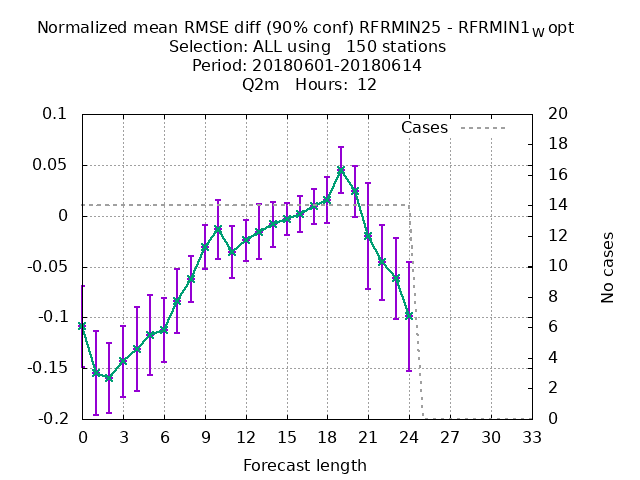 Normalized mean RMSE diff (90% conf) RFRMIN25 - RFRMIN1wopt
Selection: ALL using   150 stations
Period: 20180601-20180614
Q2m   Hours:  12
Cases
0.1
0.05
0
-0.05
-0.1
-0.15
-0.2
20
18
16
14
12
10
8
6
4
2
0
No cases
0 3 6 9 12 15 18 21 24 27 30 33
Forecast length